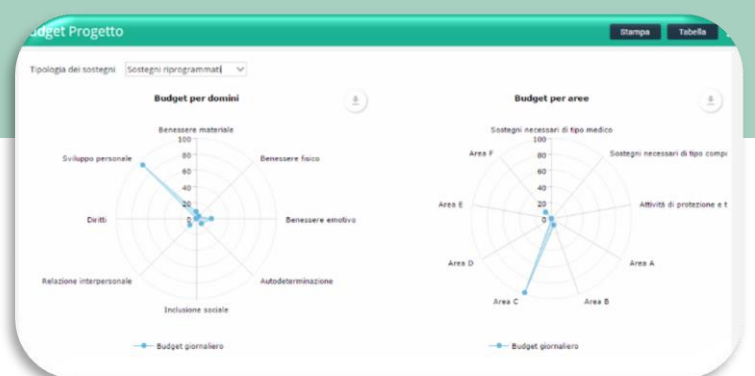 Budget Progetto
Stampa Tabella
Tipologia dei sostegni Sostegni riprogrammati
Budget per domini
Benessere materiale
100
80
60
40
20
0
Sviluppo personale
Benessere fisico
Diritti
Benessere emotivo
Relazione interpersonale
Autodeterminazione
Inclusione sociale
Budget giornaliero
Budget per aree
Sostegni necessari di tipo medico
100
80
60
40
20
0
Area F
Sostegni necessari di tipo comp
Area E
Attività di protezione e t
Area D
Area A
Area C
Area B
Budget giornaliero